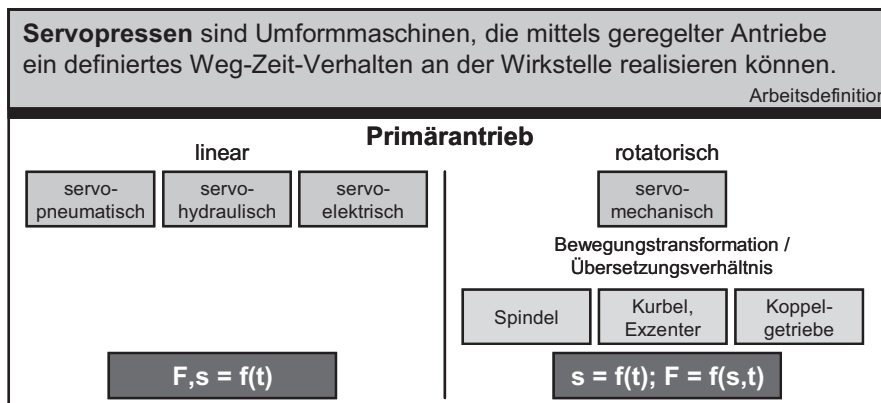 Servopressen sind Umformmaschinen, die mittels geregelter Antriebe
ein definiertes Weg-Zeit-Verhalten an der Wirkstelle realisieren können.
Arbeitsdefinition
Primärantrieb
linear
rotatorisch
servo-
pneumatisch
servo-
hydraulisch
servo-
elektrisch
servo-
mechanisch
Bewegungstransformation /
Übersetzungsverhältnis
Spindel
Kurbel,
Exzenter
Koppel-
getriebe
F,s = f(t)
s = f(t); F = f(s,t)